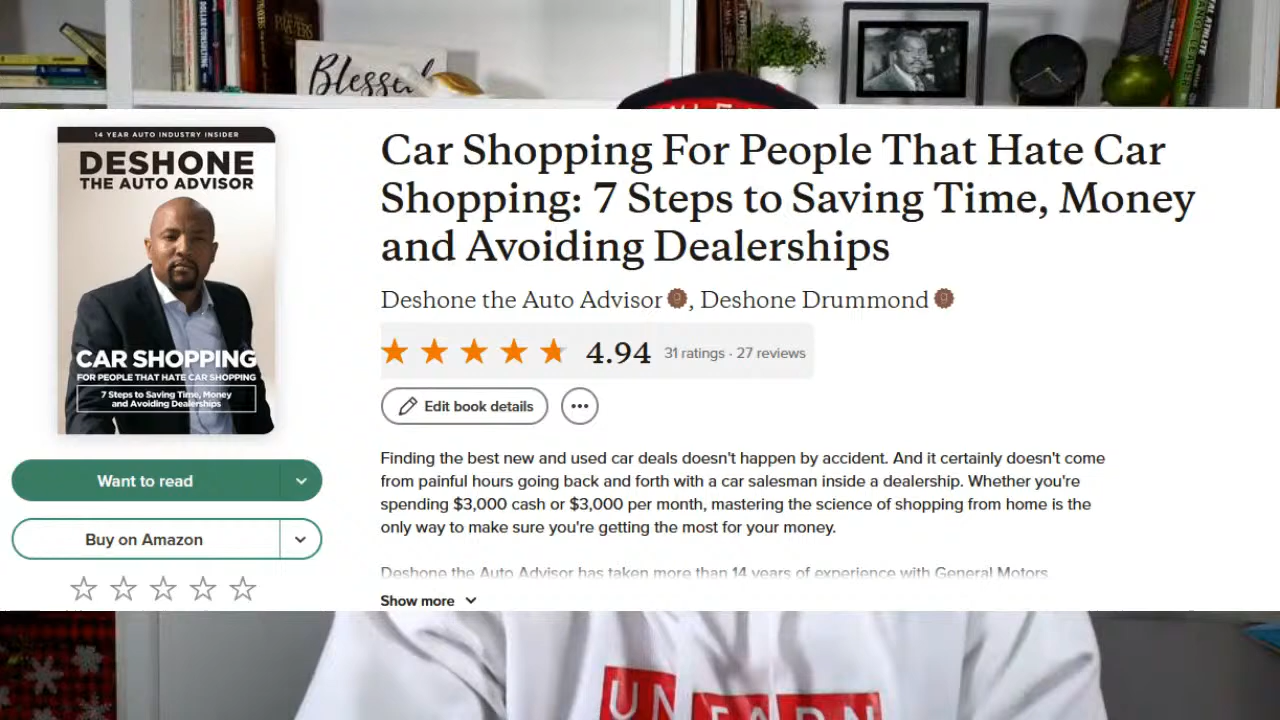 DOLLAR CONSULTING
PRAYERS
Blessed
14 YEAR AUTO INDUSTRY INSIDER
DESHONE
THE AUTO ADVISOR
CAR SHOPPING
FOR PEOPLE THAT HATE CAR SHOPPING
7 Steps to Saving Time, Money
and Avoiding Dealerships
Want to read
Buy on Amazon
Car Shopping For People That Hate Car
Shopping: 7 Steps to Saving Time, Money
and Avoiding Dealerships
Deshone the Auto Advisor, Deshone Drummond
4.94 31 ratings · 27 reviews
Edit book details
Finding the best new and used car deals doesn't happen by accident. And it certainly doesn't come
from painful hours going back and forth with a car salesman inside a dealership. Whether you're
spending $3,000 cash or $3,000 per month, mastering the science of shopping from home is the
only way to make sure you're getting the most for your money.
Deshone the Auto Advisor has taken more than 14 years of experience with General Motors
Show more